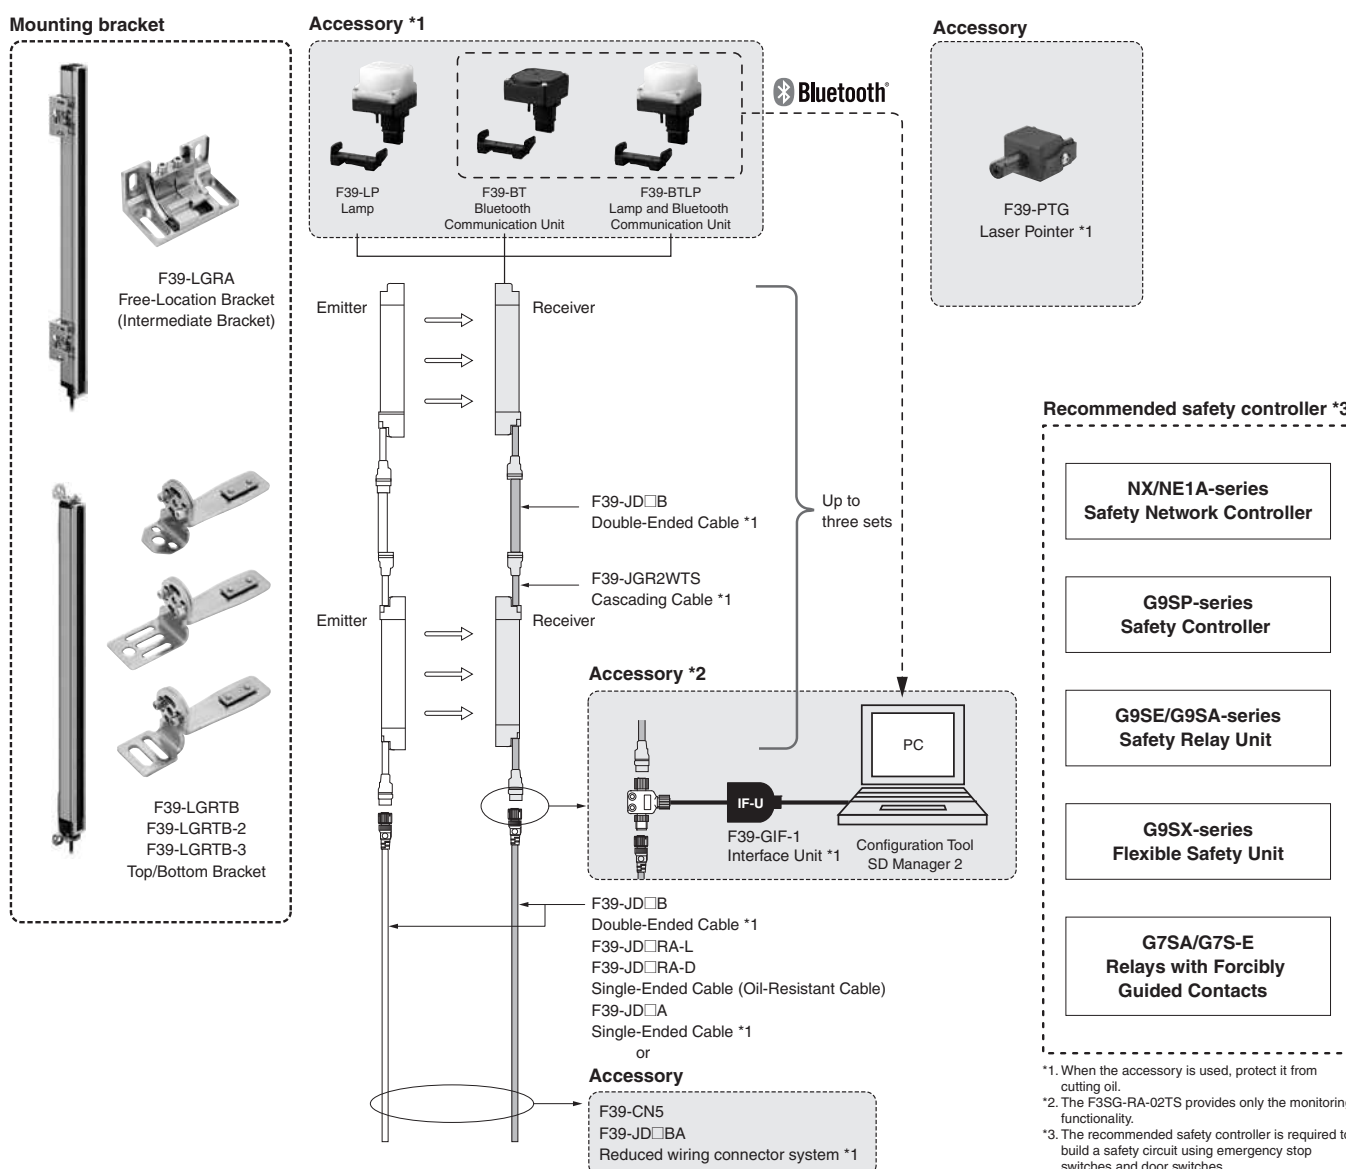 Mounting bracket
F39-LGRA
Free-Location Bracket
(Intermediate Bracket)
F39-LGRTB
F39-LGRTB-2
F39-LGRTB-3
Top/Bottom Bracket
Accessory *1
F39-LP
Lamp
F39-BT
Bluetooth
Communication Unit
F39-BTLP
Lamp and Bluetooth
Communication Unit
Bluetooth®
Accessory
F39-PTG
Laser Pointer *1
Emitter
Receiver
F39-JD□B
Double-Ended Cable *1
Up to
three sets
F39-JGR2WTS
Cascading Cable *1
Emitter
Receiver
Accessory *2
PC
IF-U
F39-GIF-1
Interface Unit *1
Configuration Tool
SD Manager 2
F39-JD□B
Double-Ended Cable *1
F39-JD□RA-L
F39-JD□RA-D
Single-Ended Cable (Oil-Resistant Cable)
F39-JD□A
Single-Ended Cable *1
or
Accessory
F39-CN5
F39-JD□BA
Reduced wiring connector system *1
Recommended safety controller *3
NX/NE1A-series
Safety Network Controller
G9SP-series
Safety Controller
G9SE/G9SA-series
Safety Relay Unit
G9SX-series
Flexible Safety Unit
G7SA/G7S-E
Relays with Forcibly
Guided Contacts
*1. When the accessory is used, protect it from
cutting oil.
*2. The F3SG-RA-02TS provides only the monitoring
functionality.
*3. The recommended safety controller is required to
build a safety circuit using emergency stop
switches and door switches.